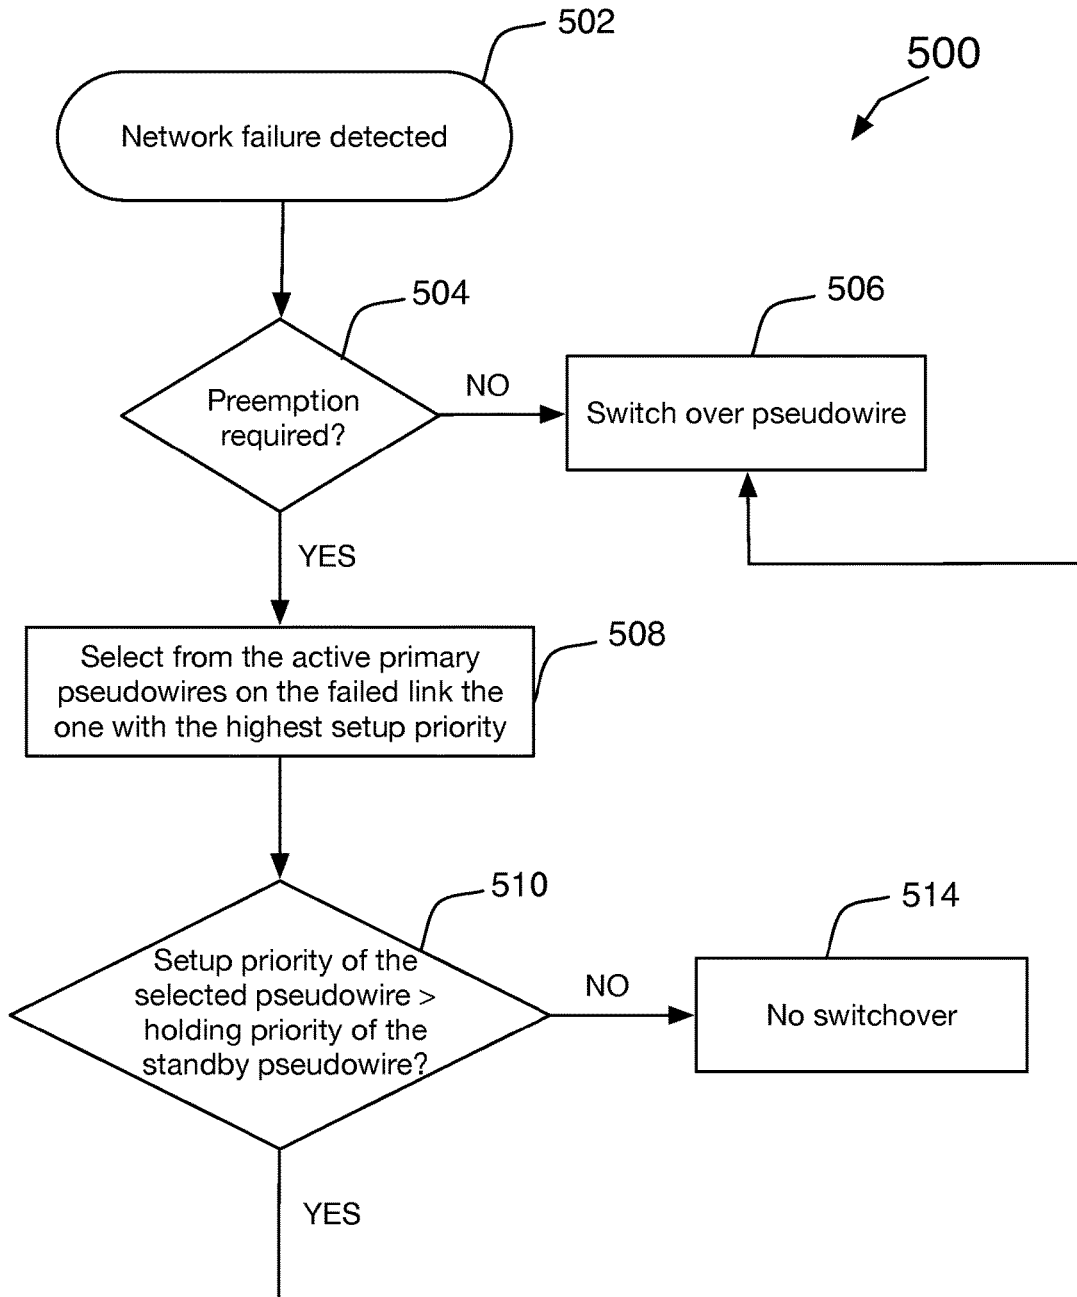 502
500
Network failure detected
504
506
Preemption
required?
NO
Switch over pseudowire
YES
508
Select from the active primary
pseudowires on the failed link the
one with the highest setup priority
510
514
Setup priority of the
selected pseudowire >
holding priority of the
standby pseudowire?
NO
No switchover
YES